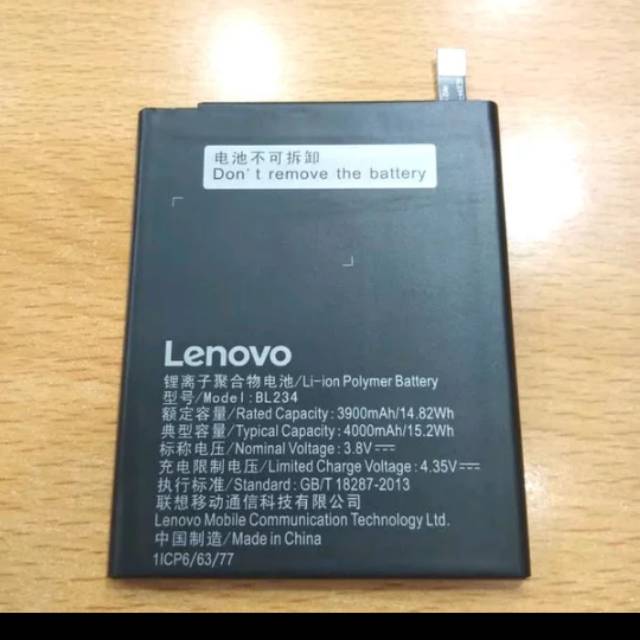 电池不可拆卸
Don't remove the battery
Lenovo
锂离子聚合物电池/Li-ion Polymer Battery
型号/Model:BL234
额定容量/Rated Capacity:3900mAh/14.82Wh
典型容量/Typical Capacity:4000mAh/15.2Wh
标称电压/Nominal Voltage:3.8V⎓
充电限制电压/Limited Charge Voltage:4.35V⎓
执行标准/Standard:GB/T 18287-2013
联想移动通信科技有限公司
Lenovo Mobile Communication Technology Ltd.
中国制造/Made in China
1ICP6/63/77